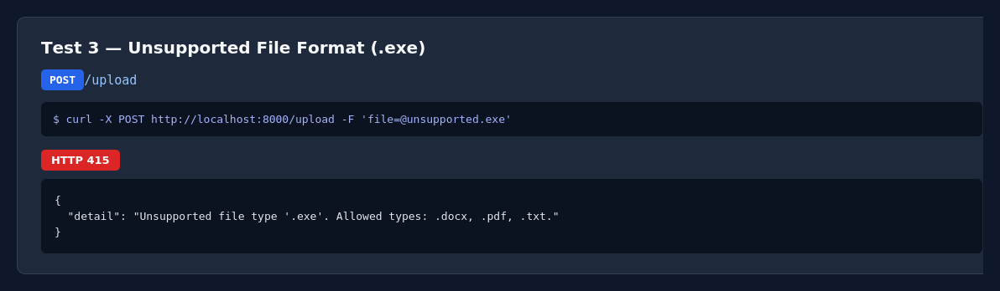 Test 3 — Unsupported File Format (.exe)
POST /upload
$ curl -X POST http://localhost:8000/upload -F 'file=@unsupported.exe'
HTTP 415
{
  "detail": "Unsupported file type '.exe'. Allowed types: .docx, .pdf, .txt."
}